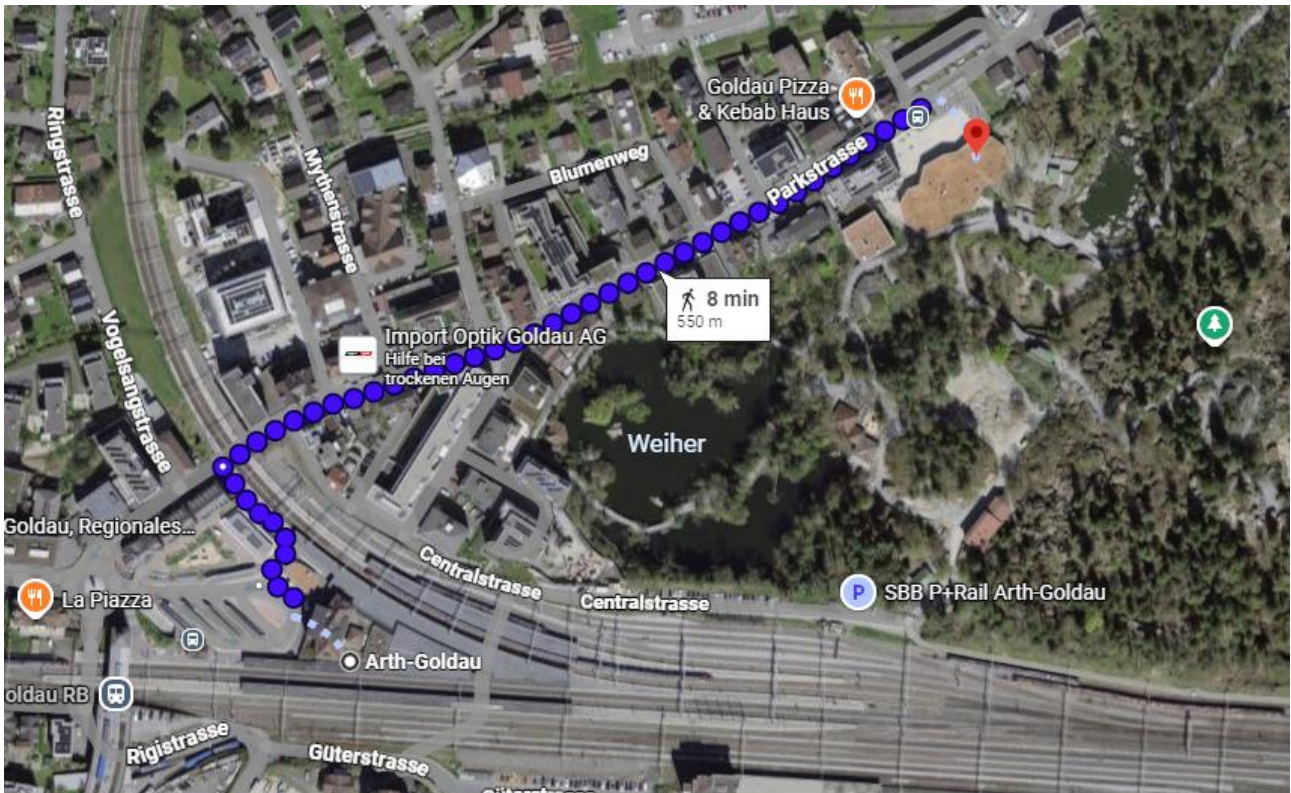 Goldau Pizza
& Kebab Haus
Ringstrasse
Mythenstrasse
Blumenweg
Parkstrasse
8 min
550 m
Vogelsangstrasse
Import Optik Goldau AG
Hilfe bei
trockenen Augen
Weiher
Goldau, Regionales...
Centralstrasse
Centralstrasse
P
SBB P+Rail Arth-Goldau
La Piazza
Arth-Goldau
oldau RB
Rigistrasse
Güterstrasse
Güterstrasse